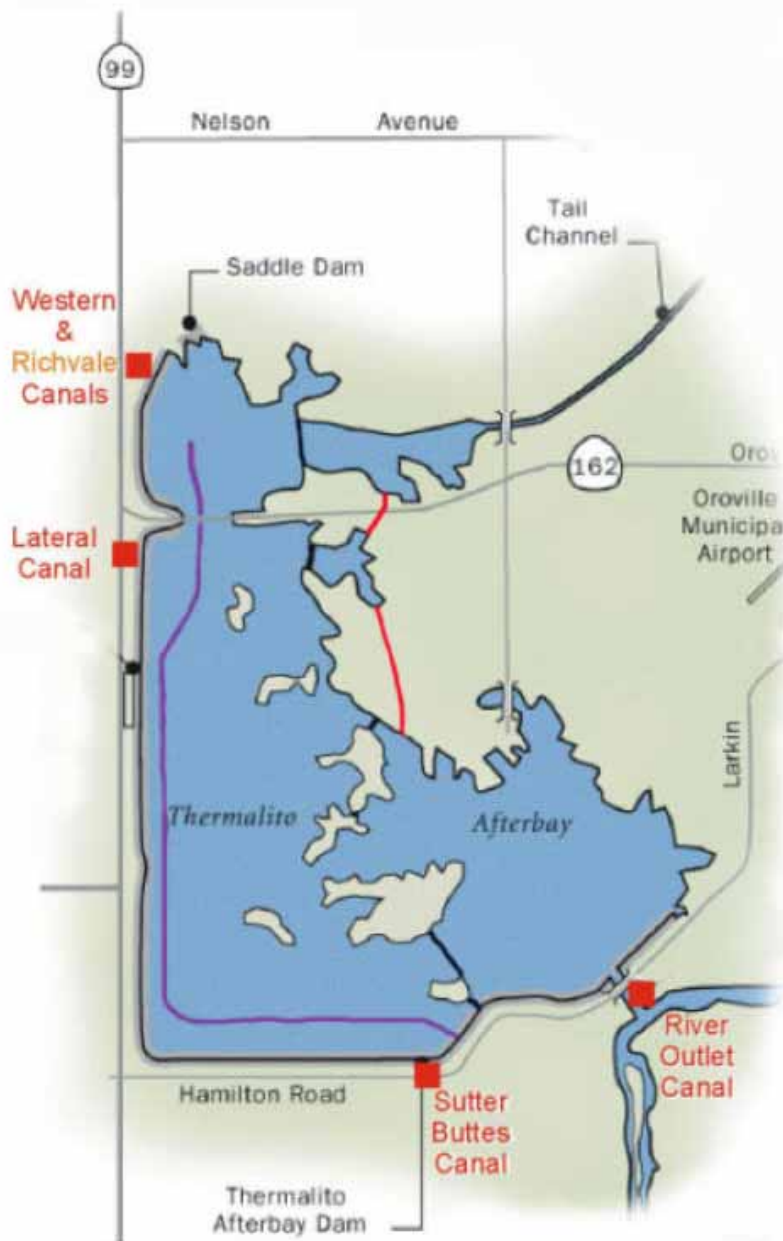 99
Nelson Avenue
Tail
Channel
Saddle Dam
Western
&
Richvale
Canals
162
Oroville
Municipa
Airport
Lateral
Canal
Larkin
Thermalito Afterbay
River
Outlet
Canal
Hamilton Road
Sutter
Buttes
Canal
Thermalito
Afterbay Dam